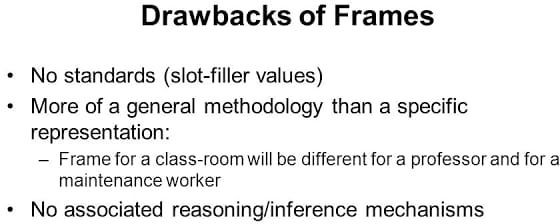 Drawbacks of Frames
• No standards (slot-filler values)
• More of a general methodology than a specific
representation:
– Frame for a class-room will be different for a professor and for a
maintenance worker
• No associated reasoning/inference mechanisms